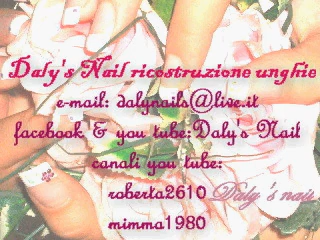 Daly's Nail ricostruzione unghie
e-mail: dalynails@live.it
facebook & you tube:Daly's Nail
canali you tube:
roberta2610
Daly's nail
mimma1980